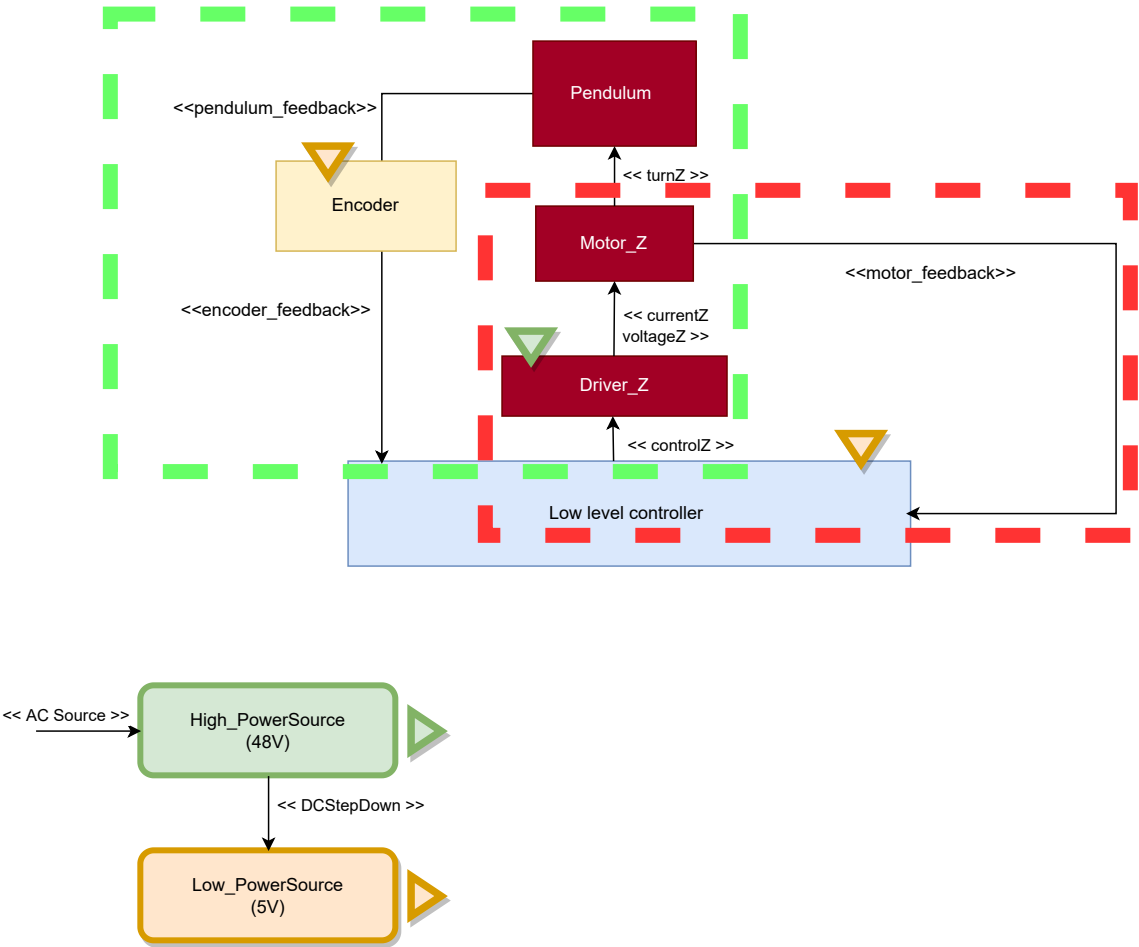 Pendulum
<<pendulum_feedback>>
<< turnZ >>
Encoder
Motor_Z
<<motor_feedback>>
<<encoder_feedback>>
<< currentZ
voltageZ >>
Driver_Z
<< controlZ >>
Low level controller
<< AC Source >>
High_PowerSource
(48V)
<< DCStepDown >>
Low_PowerSource
(5V)